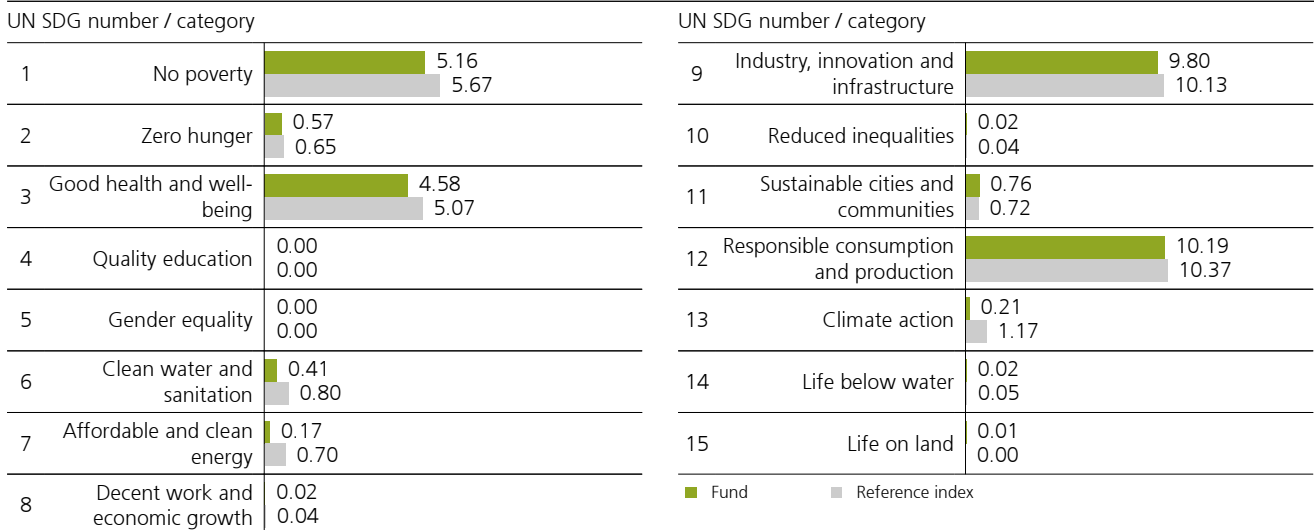 UN SDG number / category
1 No poverty 5.16
5.67
2 Zero hunger 0.57
0.65
3 Good health and well-
being 4.58
5.07
4 Quality education 0.00
0.00
5 Gender equality 0.00
0.00
6 Clean water and
sanitation 0.41
0.80
7 Affordable and clean
energy 0.17
0.70
8 Decent work and
economic growth 0.02
0.04
UN SDG number / category
9 Industry, innovation and
infrastructure 9.80
10.13
10 Reduced inequalities 0.02
0.04
11 Sustainable cities and
communities 0.76
0.72
12 Responsible consumption
and production 10.19
10.37
13 Climate action 0.21
1.17
14 Life below water 0.02
0.05
15 Life on land 0.01
0.00
Fund Reference index